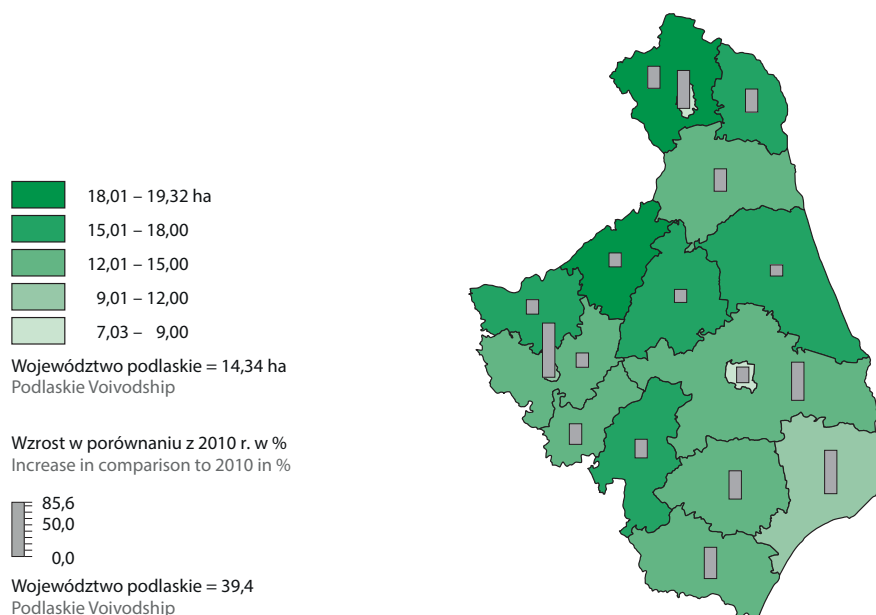 18,01 – 19,32 ha
15,01 – 18,00
12,01 – 15,00
9,01 – 12,00
7,03 – 9,00
Województwo podlaskie = 14,34 ha
Podlaskie Voivodship
Wzrost w porównaniu z 2010 r. w %
Increase in comparison to 2010 in %
85,6
50,0
0,0
Województwo podlaskie = 39,4
Podlaskie Voivodship